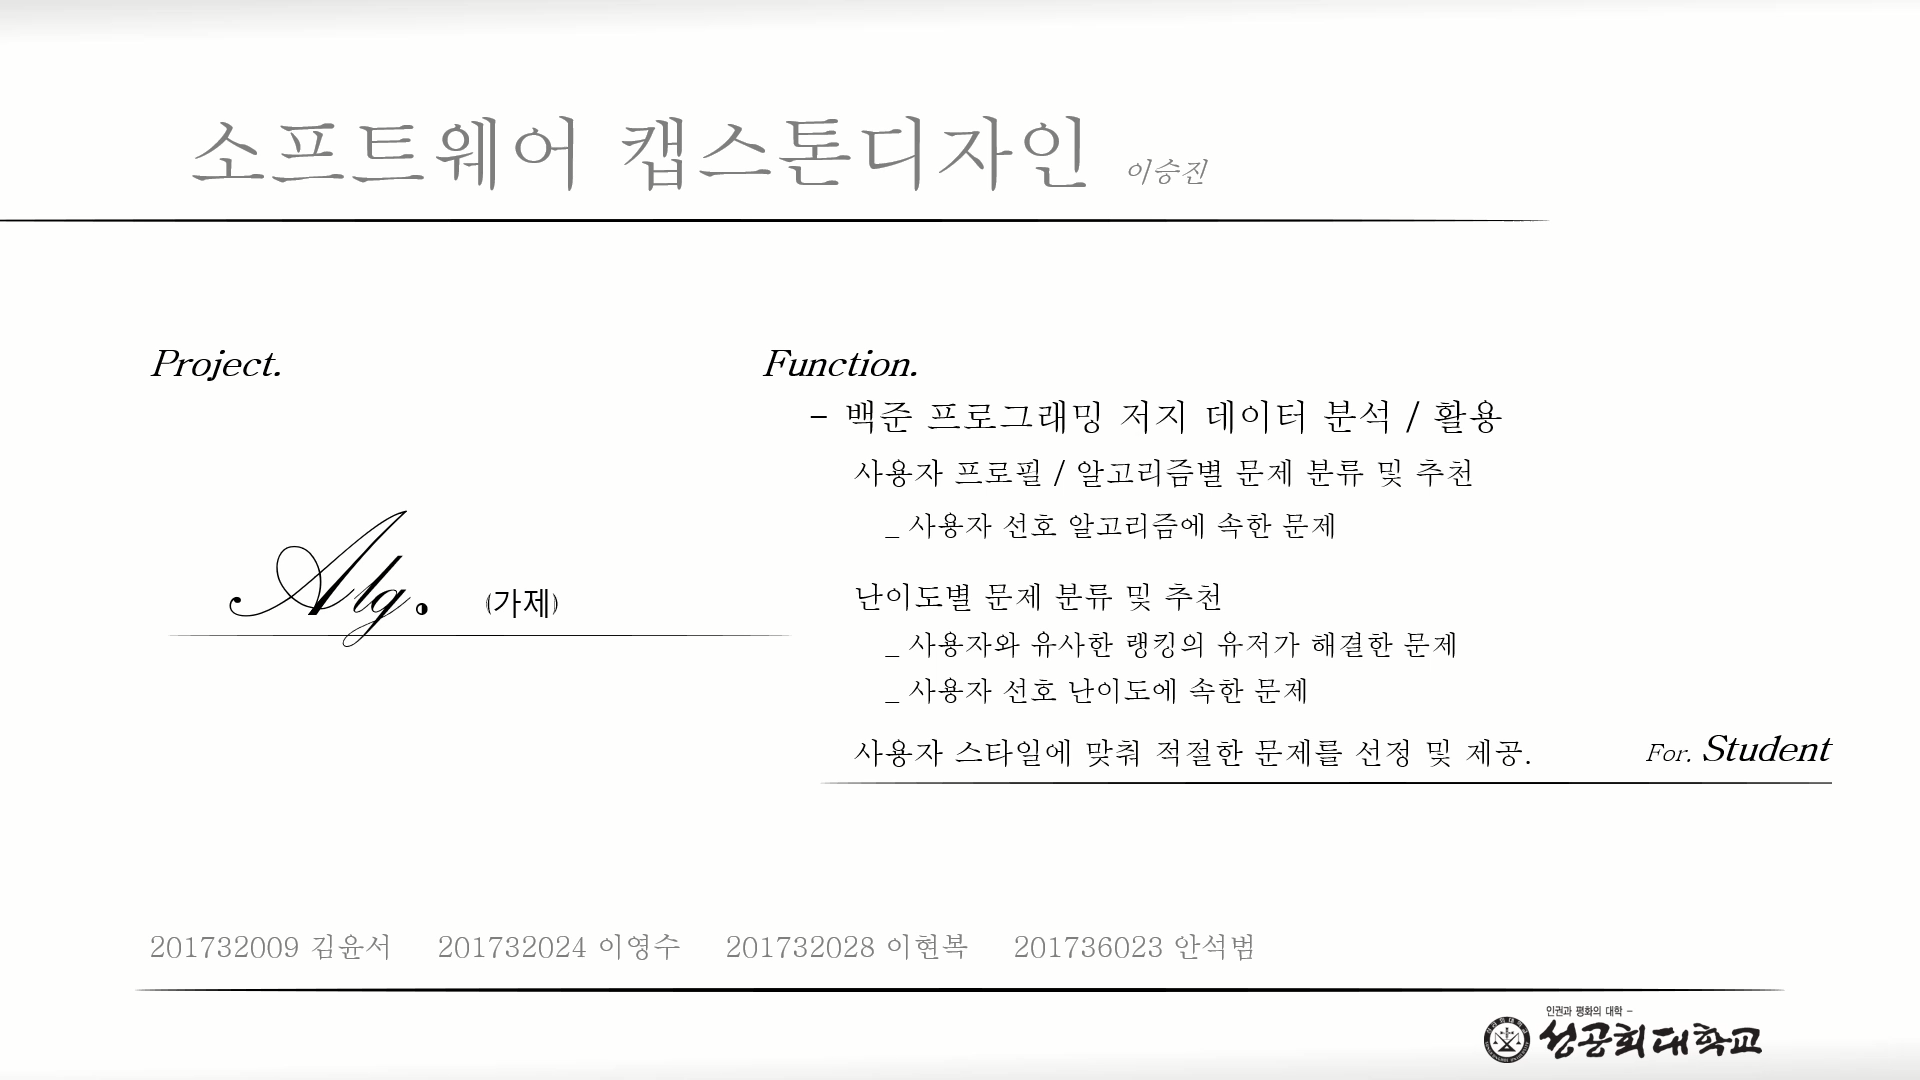 소프트웨어 캡스톤디자인 이승진
Project.
Alg. (가제)
Function.
- 백준 프로그래밍 저지 데이터 분석 / 활용
사용자 프로필 / 알고리즘별 문제 분류 및 추천
_ 사용자 선호 알고리즘에 속한 문제
난이도별 문제 분류 및 추천
_ 사용자와 유사한 랭킹의 유저가 해결한 문제
_ 사용자 선호 난이도에 속한 문제
사용자 스타일에 맞춰 적절한 문제를 선정 및 제공.
For. Student
201732009 김윤서 201732024 이영수 201732028 이현복 201736023 안석범
인권과 평화의 대학 -
성공회대학교